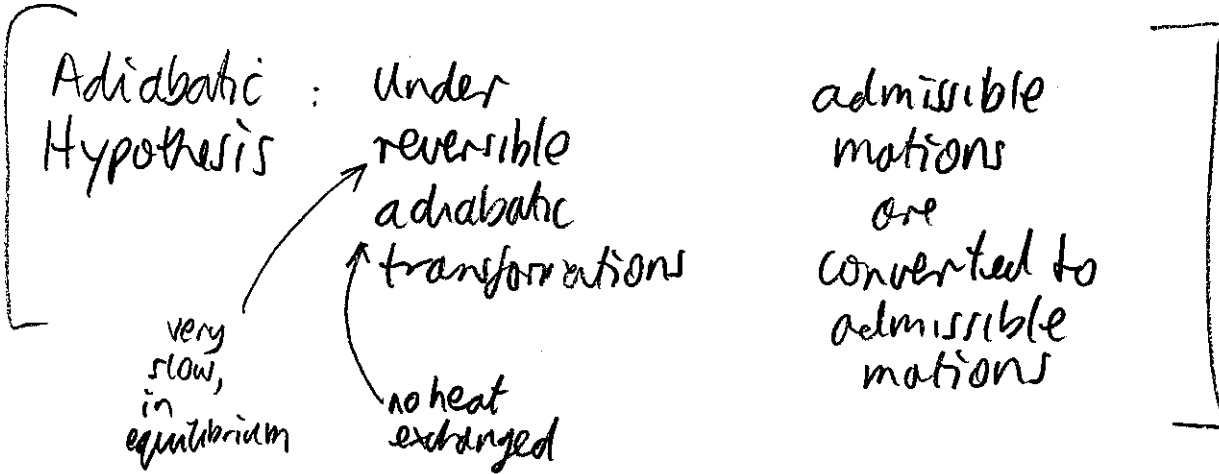 Adiabatic Hypothesis :
Under
reversible
adiabatic
transformations
admissible
motions
are
converted to
admissible
motions
very
slow,
in
equilibrium
no heat
exchanged